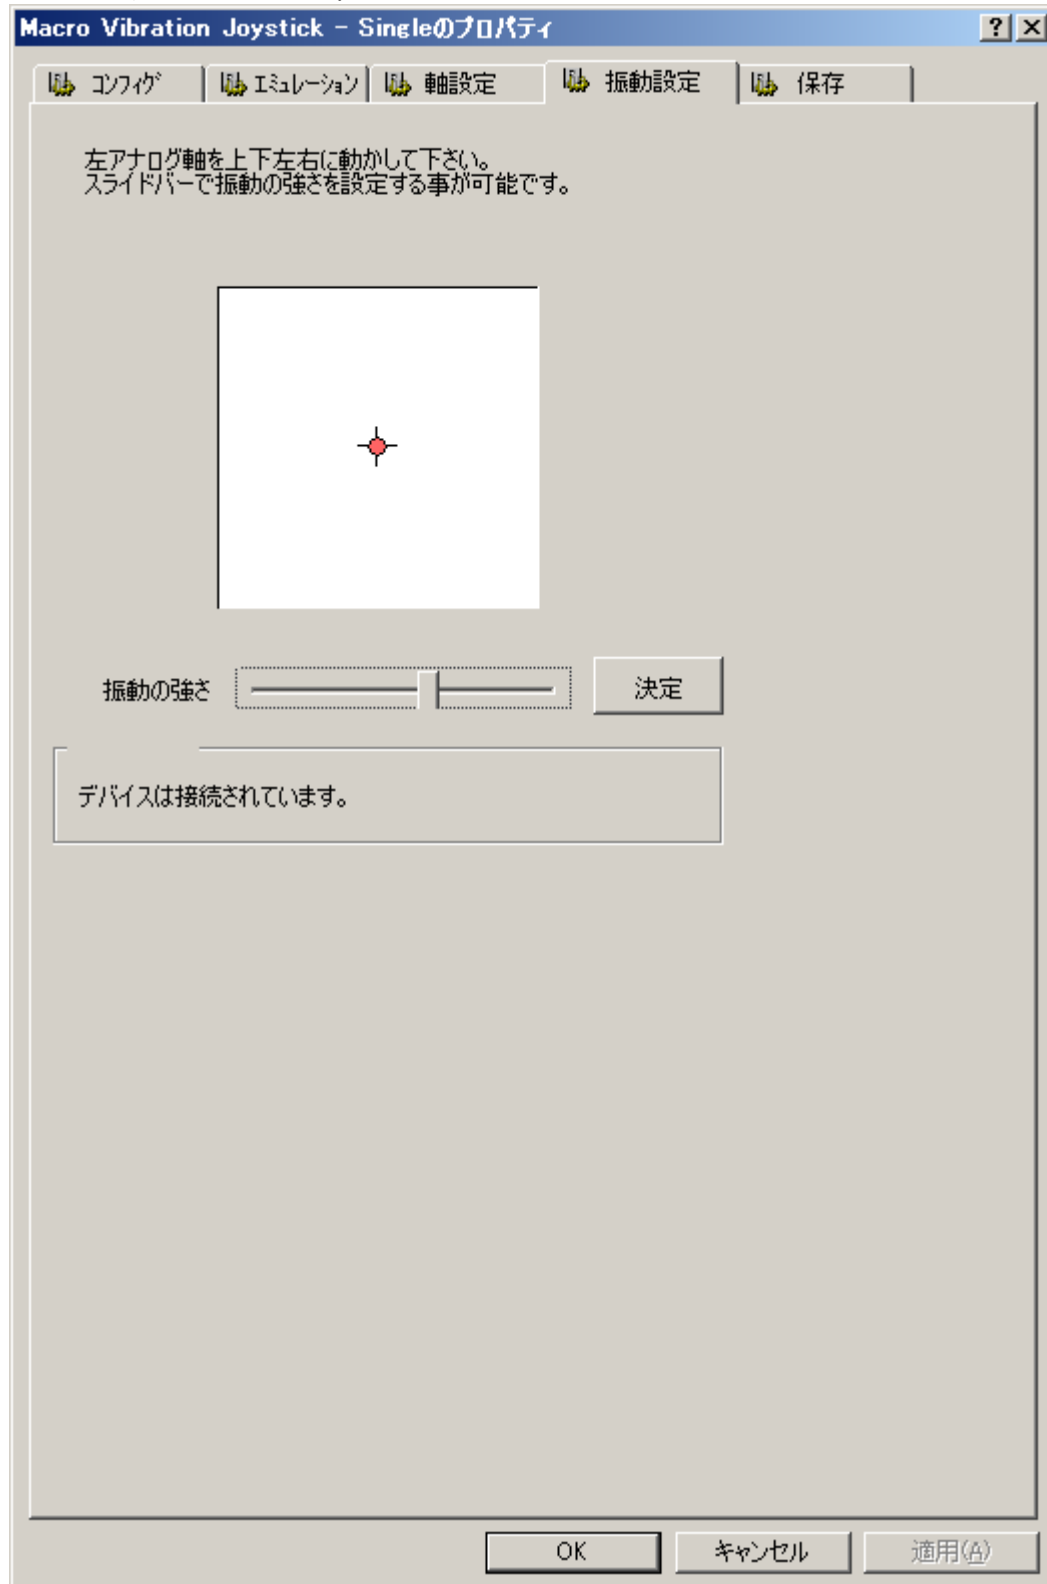 Macro Vibration Joystick - Singleのプロパティ
? ×
ｺﾝﾌｨｸﾞ ｴﾐｭﾚｰｼｮﾝ 軸設定 振動設定 保存
左アナログ軸を上下左右に動かして下さい。
スライドバーで振動の強さを設定する事が可能です。
振動の強さ 決定
デバイスは接続されています。
OK キャンセル 適用(A)